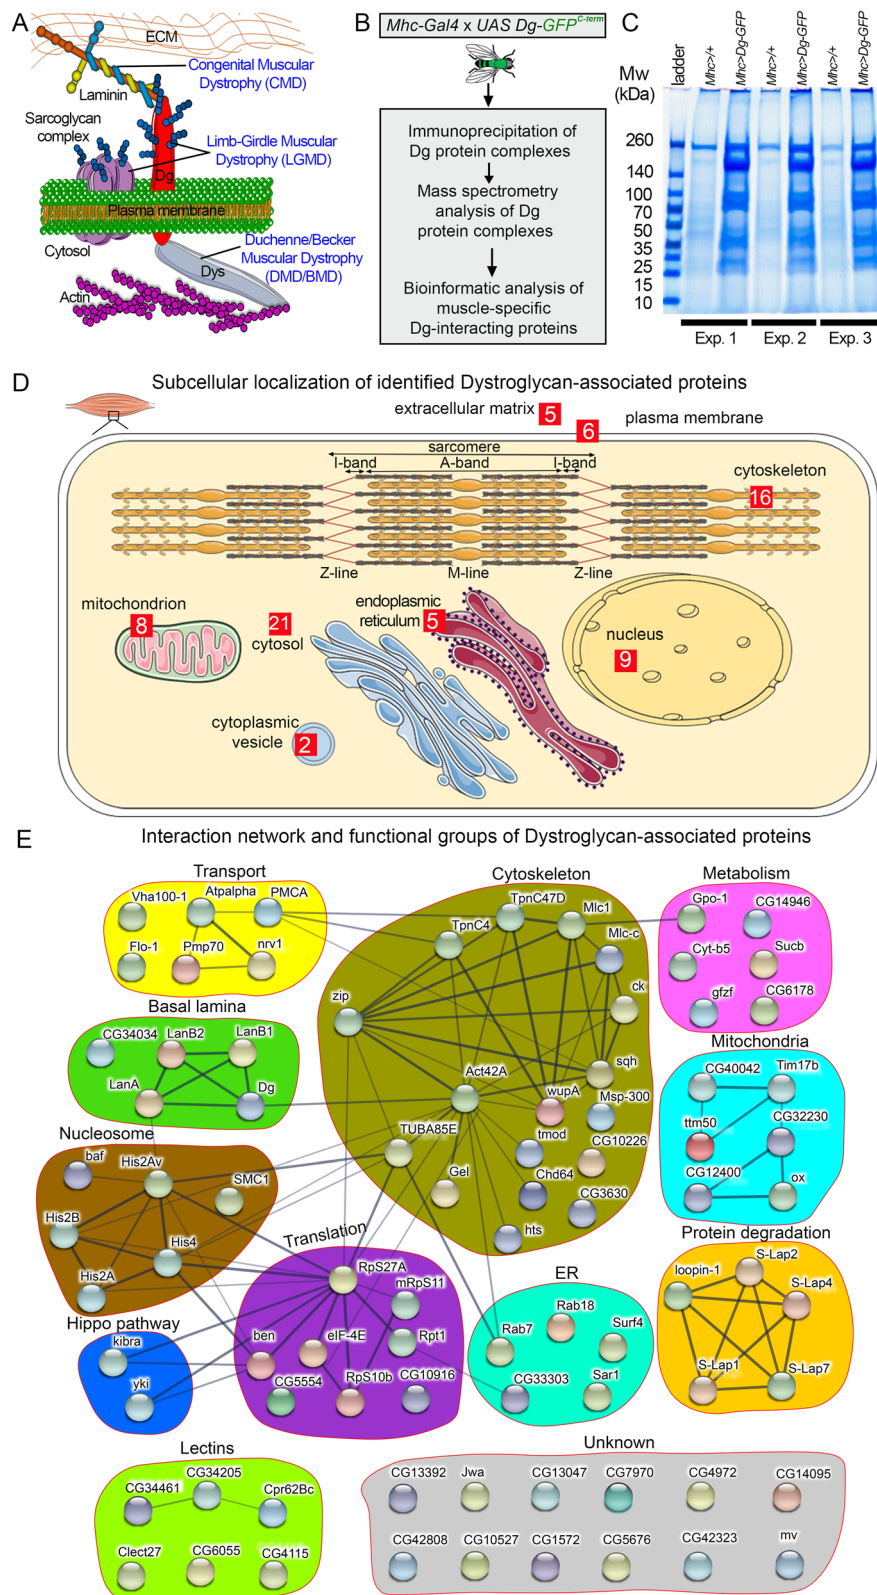 A
ECM
Congenital Muscular
Dystrophy (CMD)
Laminin
Sarcoglycan
complex
Limb-Girdle Muscular
Dystrophy (LGMD)
Dg
Plasma membrane
Cytosol
Duchenne/Becker
Muscular Dystrophy
(DMD/BMD)
Dys
Actin
B
Mhc-Gal4 x UAS Dg-GFP C-term
Immunoprecipitation of
Dg protein complexes
Mass spectrometry
analysis of Dg
protein complexes
Bioinformatic analysis of
muscle-specific
Dg-interacting proteins
C
Mw
(kDa)
ladder
Mhc>/+
Mhc>Dg-GFP
Mhc>/+
Mhc>Dg-GFP
Mhc>/+
Mhc>Dg-GFP
260
140
100
70
50
35
25
15
10
Exp. 1 Exp. 2 Exp. 3
D
Subcellular localization of identified Dystroglycan-associated proteins
extracellular matrix 5
6 plasma membrane
sarcomere
I-band A-band I-band
cytoskeleton
16
Z-line M-line Z-line
mitochondrion
8
21
cytosol
endoplasmic
reticulum 5
nucleus
9
cytoplasmic
vesicle 2
E
Interaction network and functional groups of Dystroglycan-associated proteins
Transport
Vha100-1 Atpalpha PMCA
Flo-1 Pmp70 nrv1
Cytoskeleton
TpnC47D
TpnC4 Mlc1
Mlc-c
zip ck
sqh
Act42A
wupA Msp-300
TUBA85E tmod CG10226
Gel Chd64 CG3630
hts
Metabolism
Gpo-1 CG14946
Cyt-b5 Sucb
gfzf CG6178
Basal lamina
CG34034 LanB2 LanB1
LanA Dg
Mitochondria
CG40042 Tim17b
ttm50 CG32230
CG12400 ox
Nucleosome
baf His2Av SMC1
His2B His4
His2A
Translation
RpS27A mRpS11
ben eIF-4E Rpt1
CG5554 RpS10b CG10916
ER
Rab18
Rab7 Surf4
CG33303 Sar1
Protein degradation
S-Lap2
loopin-1 S-Lap4
S-Lap1 S-Lap7
Hippo pathway
kibra
yki
Lectins
CG34205
CG34461 Cpr62Bc
Clect27 CG6055 CG4115
Unknown
CG13392 Jwa CG13047 CG7970 CG4972 CG14095
CG42808 CG10527 CG1572 CG5676 CG42323 mv